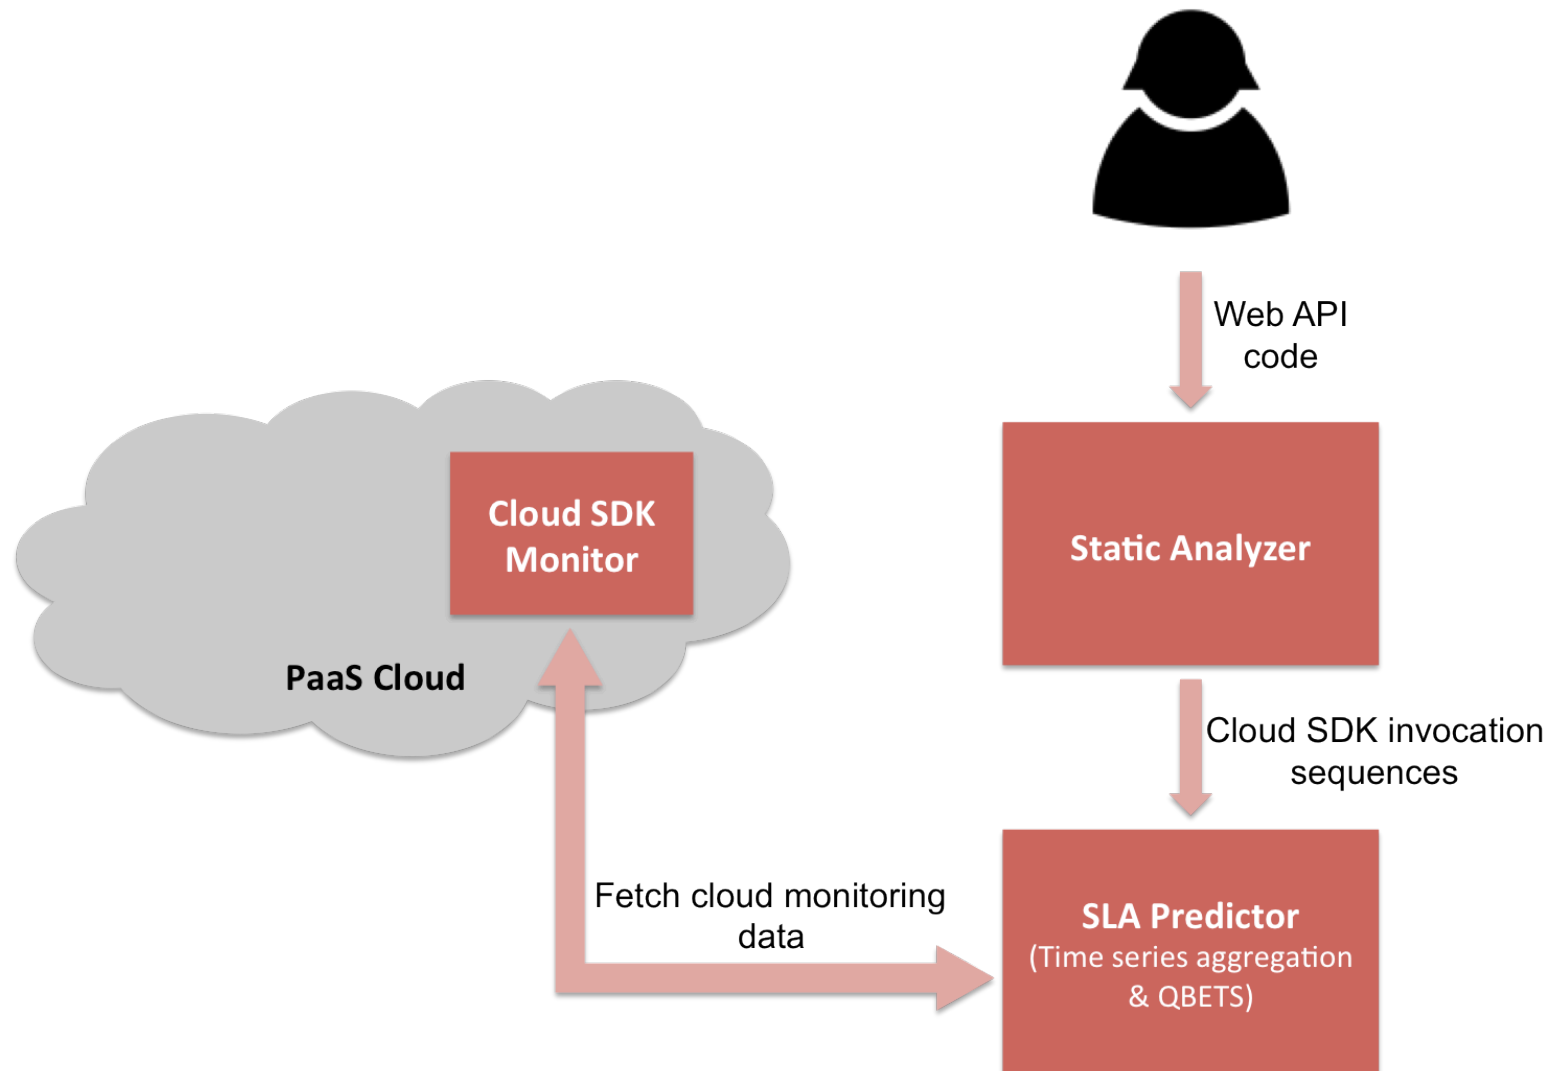 Web API
code
Cloud SDK
Monitor
Static Analyzer
PaaS Cloud
Cloud SDK invocation
sequences
Fetch cloud monitoring
data
SLA Predictor
(Time series aggregation
& QBETS)